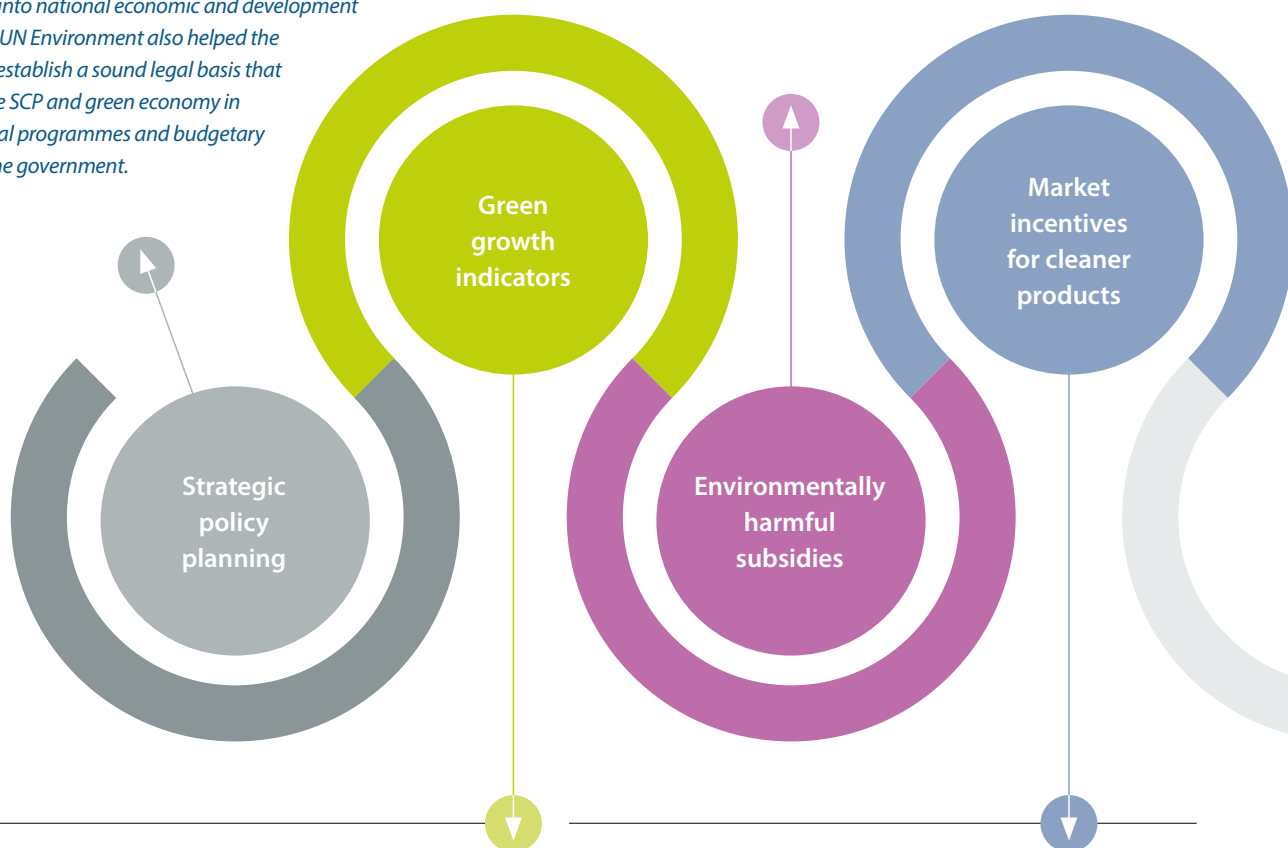 into national economic and development
UN Environment also helped the
establish a sound legal basis that
e SCP and green economy in
al programmes and budgetary
he government.
Green
growth
indicators
Market
incentives
for cleaner
products
Strategic
policy
planning
Environmentally
harmful
subsidies